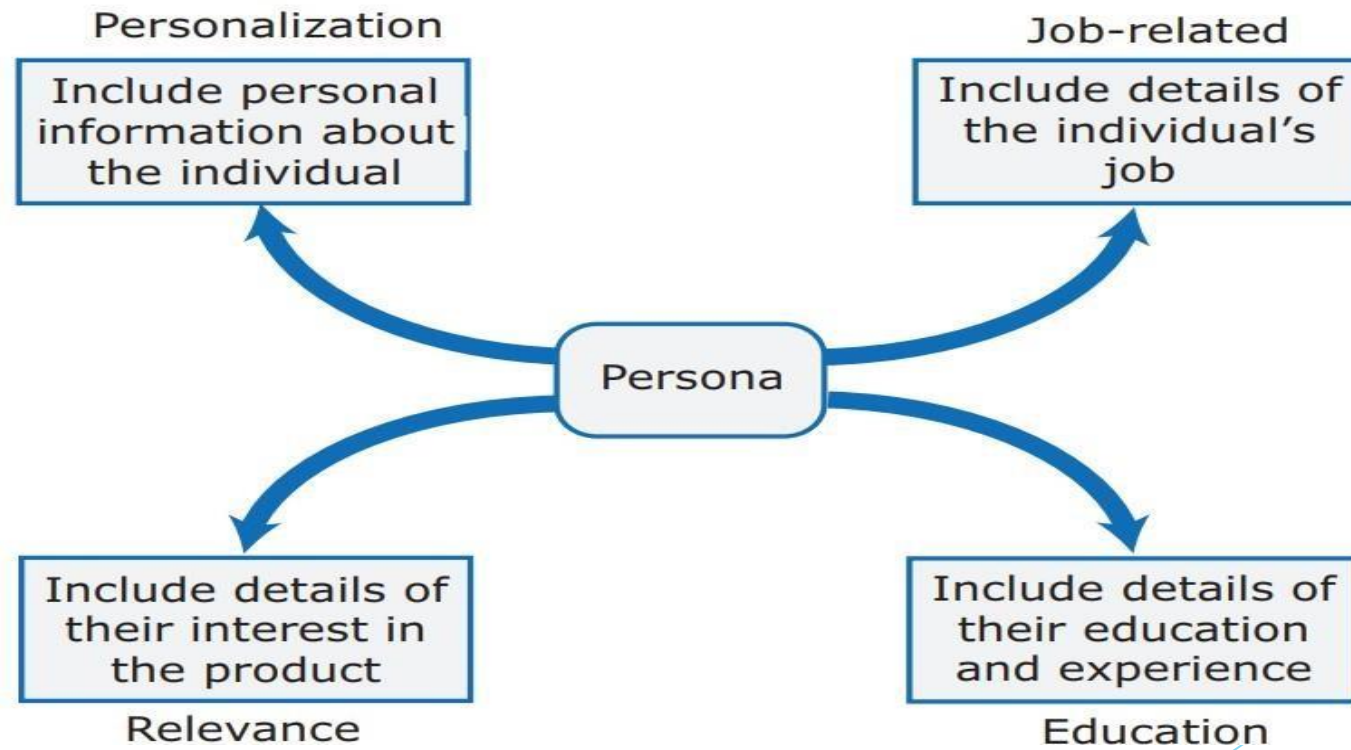 Personalization
Include personal
information about
the individual
Job-related
Include details of
the individual’s
job
Persona
Include details of
their interest in
the product
Relevance
Include details of
their education
and experience
Education